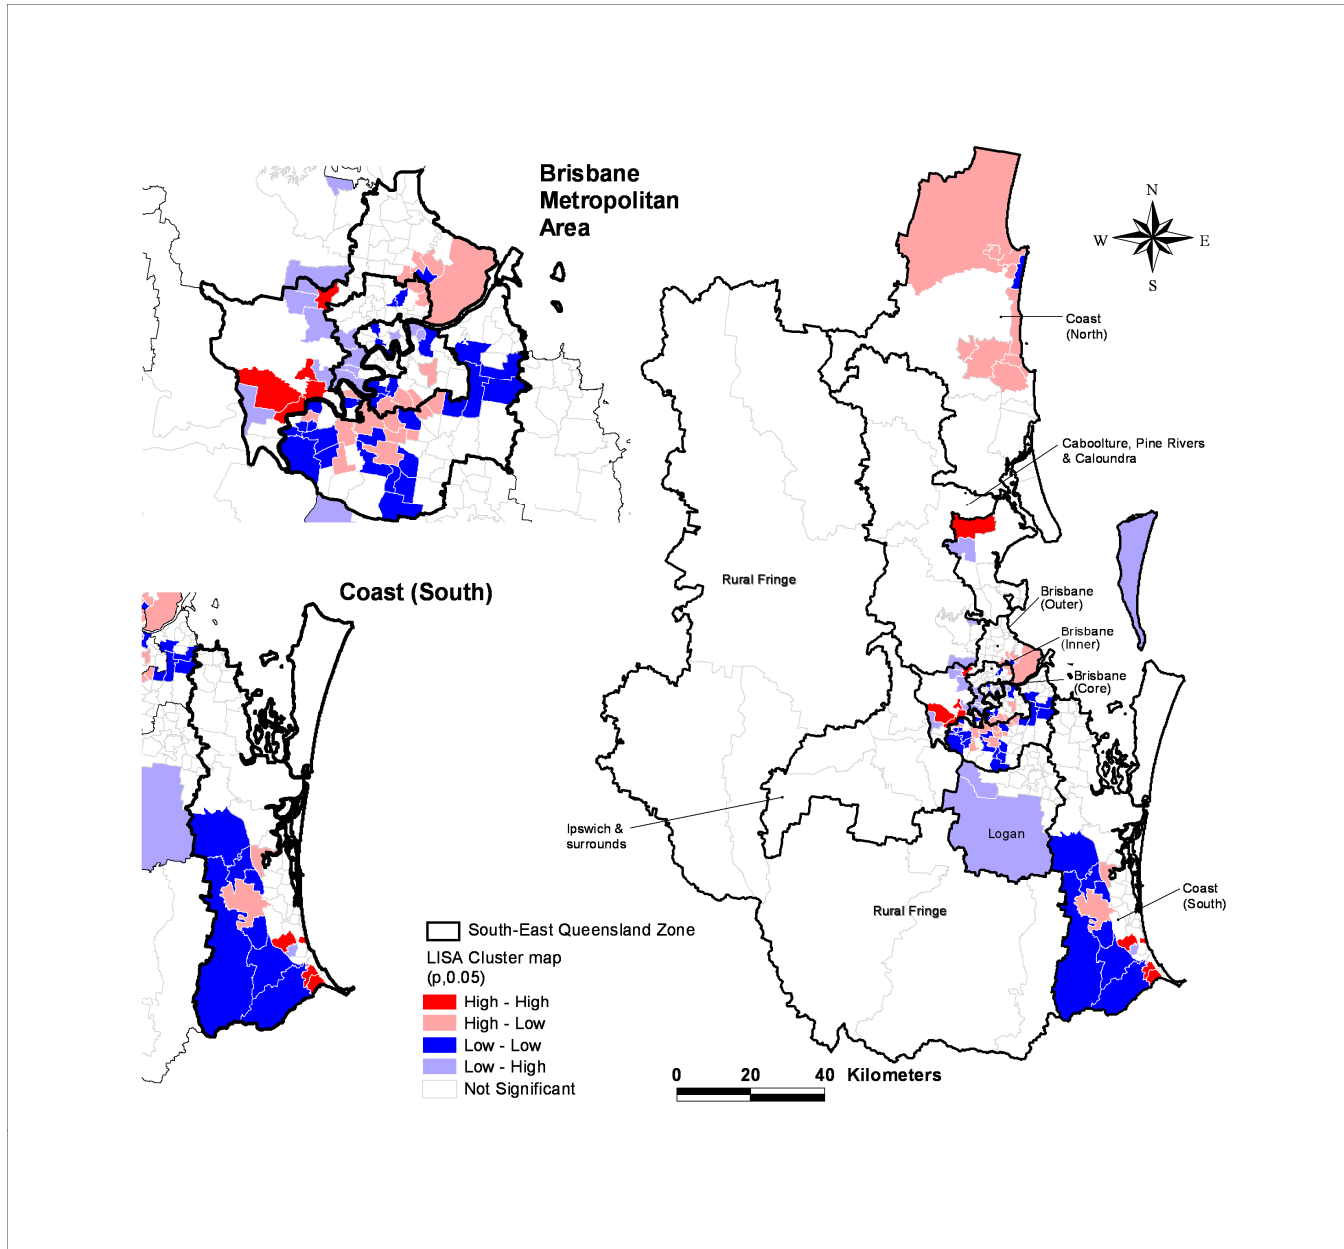 Brisbane
Metropolitan
Area
N
W
E
S
Coast
(North)
Caboolture, Pine Rivers
& Caloundra
Rural Fringe
Brisbane
(Outer)
Brisbane
(Inner)
Brisbane
(Core)
Coast (South)
Ipswich &
surrounds
Logan
Rural Fringe
Coast
(South)
South-East Queensland Zone
LISA Cluster map
(p,0.05)
High - High
High - Low
Low - Low
Low - High
Not Significant
0 20 40 Kilometers